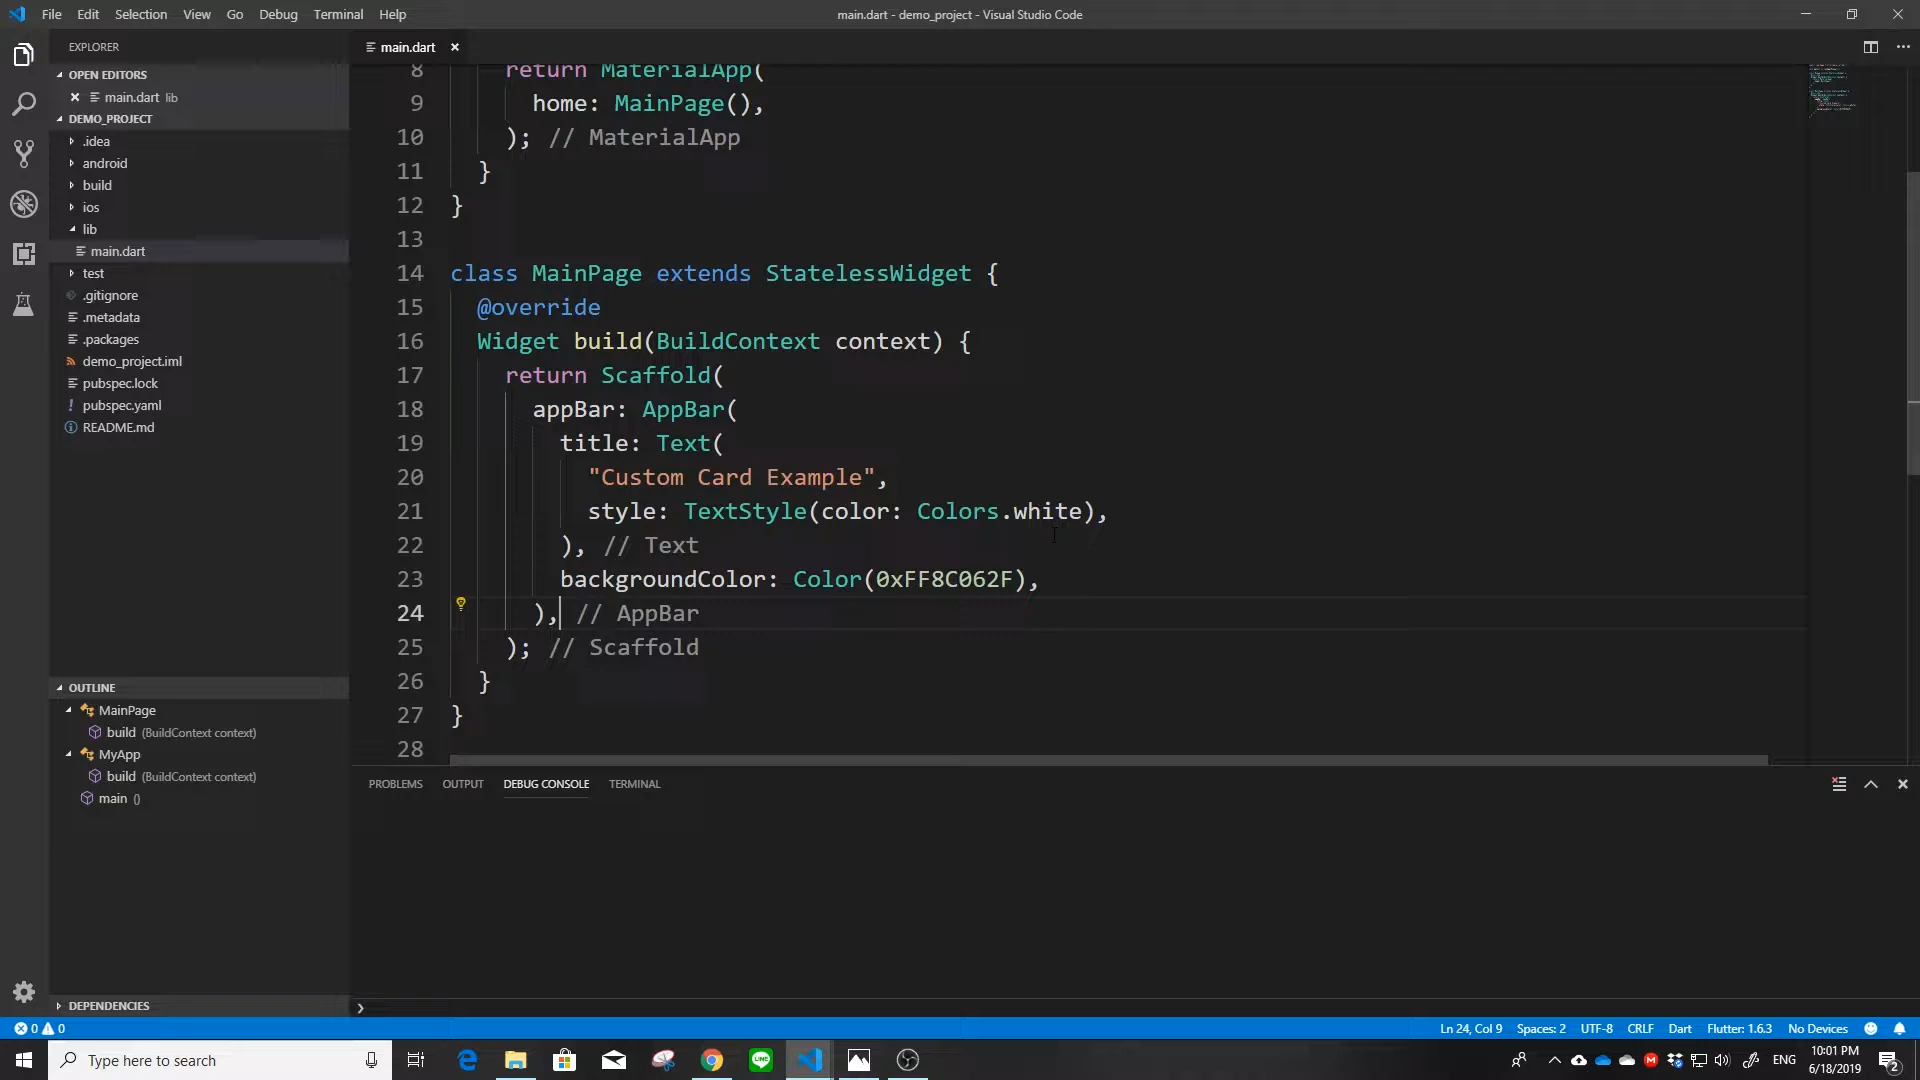 File Edit Selection View Go Debug Terminal Help
main.dart - demo_project - Visual Studio Code
EXPLORER
OPEN EDITORS
main.dart lib
DEMO_PROJECT
.idea
android
build
ios
lib
main.dart
test
.gitignore
.metadata
.packages
demo_project.iml
pubspec.lock
pubspec.yaml
README.md
OUTLINE
MainPage
build (BuildContext context)
MyApp
build (BuildContext context)
main ()
DEPENDENCIES
main.dart
8 return MaterialApp(
9 home: MainPage(),
10 ); // MaterialApp
11 }
12 }
13
14 class MainPage extends StatelessWidget {
15 @override
16 Widget build(BuildContext context) {
17 return Scaffold(
18 appBar: AppBar(
19 title: Text(
20 "Custom Card Example",
21 style: TextStyle(color: Colors.white),
22 ), // Text
23 backgroundColor: Color(0xFF8C062F),
24 ), // AppBar
25 ); // Scaffold
26 }
27 }
28
PROBLEMS OUTPUT DEBUG CONSOLE TERMINAL
0 0
Ln 24, Col 9 Spaces: 2 UTF-8 CRLF Dart Flutter: 1.6.3 No Devices
Type here to search
LINE
ENG
10:01 PM
6/18/2019
2